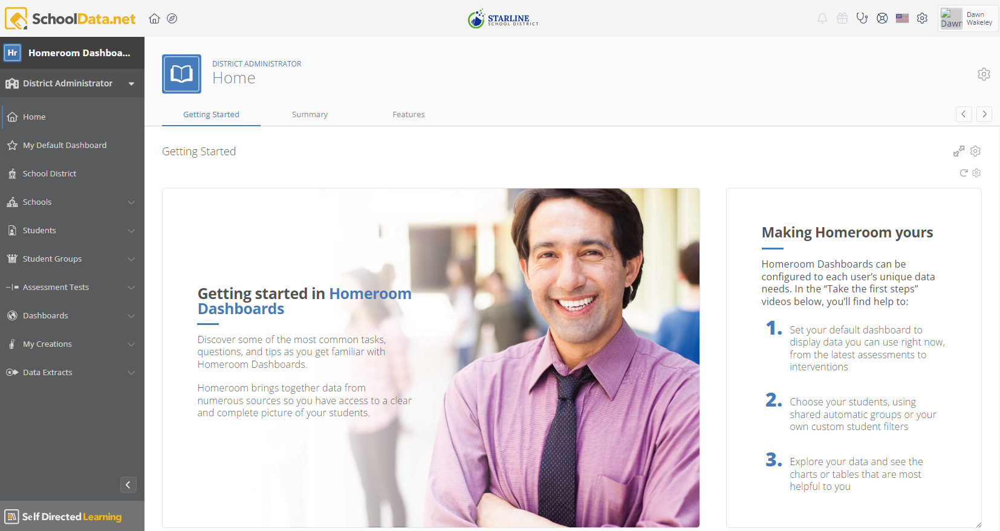 SchoolData.net
STARLINE
SCHOOL DISTRICT
Dawn
Dawn
Wakeley
Hr
Homeroom Dashboa...
District Administrator
Home
My Default Dashboard
School District
Schools
Students
Student Groups
Assessment Tests
Dashboards
My Creations
Data Extracts
Self Directed Learning
DISTRICT ADMINISTRATOR
Home
Getting Started
Summary
Features
Getting Started
Getting started in Homeroom
Dashboards
Discover some of the most common tasks,
questions, and tips as you get familiar with
Homeroom Dashboards.
Homeroom brings together data from
numerous sources so you have access to a clear
and complete picture of your students.
Making Homeroom yours
Homeroom Dashboards can be
configured to each user’s unique data
needs. In the “Take the first steps”
videos below, you’ll find help to:
1. Set your default dashboard to
display data you can use right now,
from the latest assessments to
interventions
2. Choose your students, using
shared automatic groups or your
own custom student filters
3. Explore your data and see the
charts or tables that are most
helpful to you